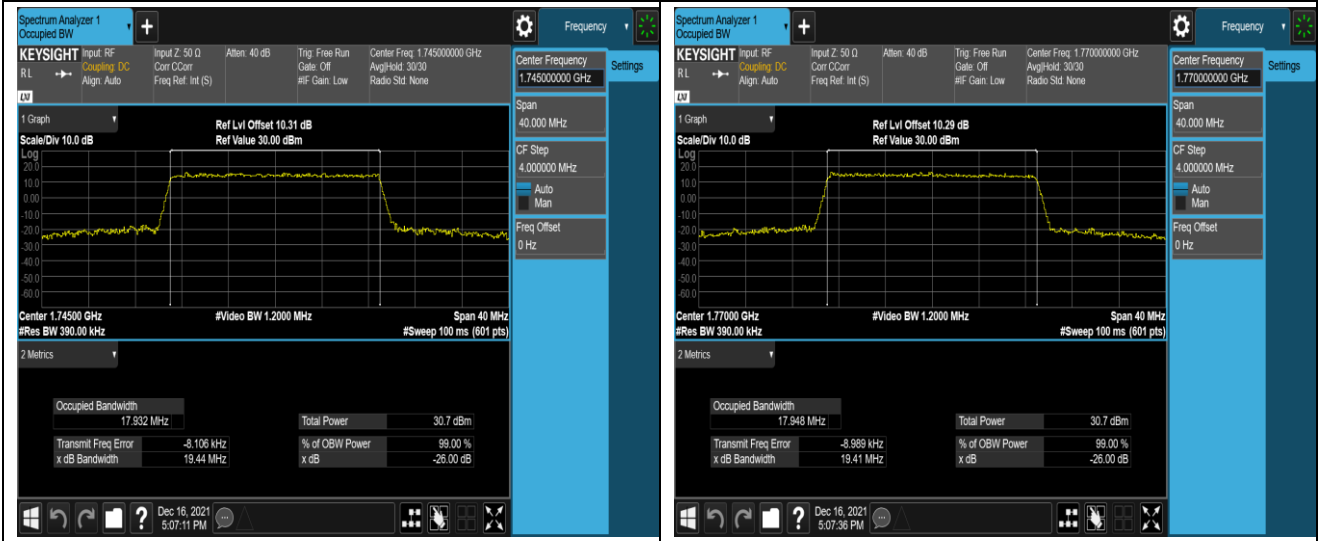 Spectrum Analyzer 1
Occupied BW
Frequency
KEYSIGHT
RL
Input: RF
Coupling: DC
Align: Auto
Input Z: 50 Ω
Corr CCorr
Freq Ref: Int (S)
Atten: 40 dB
Trig: Free Run
Gate: Off
#IF Gain: Low
Center Freq: 1.745000000 GHz
Avg|Hold: 30/30
Radio Std: None
LXI
Center Frequency
1.745000000 GHz
Settings
Span
40.000 MHz
CF Step
4.000000 MHz
Auto
Man
Freq Offset
0 Hz
1 Graph
Scale/Div 10.0 dB
Ref Lvl Offset 10.31 dB
Ref Value 30.00 dBm
Log
20.0
10.0
0.00
-10.0
-20.0
-30.0
-40.0
-50.0
-60.0
Center 1.74500 GHz
#Video BW 1.2000 MHz
Span 40 MHz
#Res BW 390.00 kHz
#Sweep 100 ms (601 pts)
2 Metrics
Occupied Bandwidth
17.932 MHz
Total Power 30.7 dBm
Transmit Freq Error -8.106 kHz
% of OBW Power 99.00 %
x dB Bandwidth 19.44 MHz
x dB -26.00 dB
?
Dec 16, 2021
5:07:11 PM
Spectrum Analyzer 1
Occupied BW
Frequency
KEYSIGHT
RL
Input: RF
Coupling: DC
Align: Auto
Input Z: 50 Ω
Corr CCorr
Freq Ref: Int (S)
Atten: 40 dB
Trig: Free Run
Gate: Off
#IF Gain: Low
Center Freq: 1.770000000 GHz
Avg|Hold: 30/30
Radio Std: None
LXI
Center Frequency
1.770000000 GHz
Settings
Span
40.000 MHz
CF Step
4.000000 MHz
Auto
Man
Freq Offset
0 Hz
1 Graph
Scale/Div 10.0 dB
Ref Lvl Offset 10.29 dB
Ref Value 30.00 dBm
Log
20.0
10.0
0.00
-10.0
-20.0
-30.0
-40.0
-50.0
-60.0
Center 1.77000 GHz
#Video BW 1.2000 MHz
Span 40 MHz
#Res BW 390.00 kHz
#Sweep 100 ms (601 pts)
2 Metrics
Occupied Bandwidth
17.948 MHz
Total Power 30.7 dBm
Transmit Freq Error -8.989 kHz
% of OBW Power 99.00 %
x dB Bandwidth 19.41 MHz
x dB -26.00 dB
?
Dec 16, 2021
5:07:36 PM